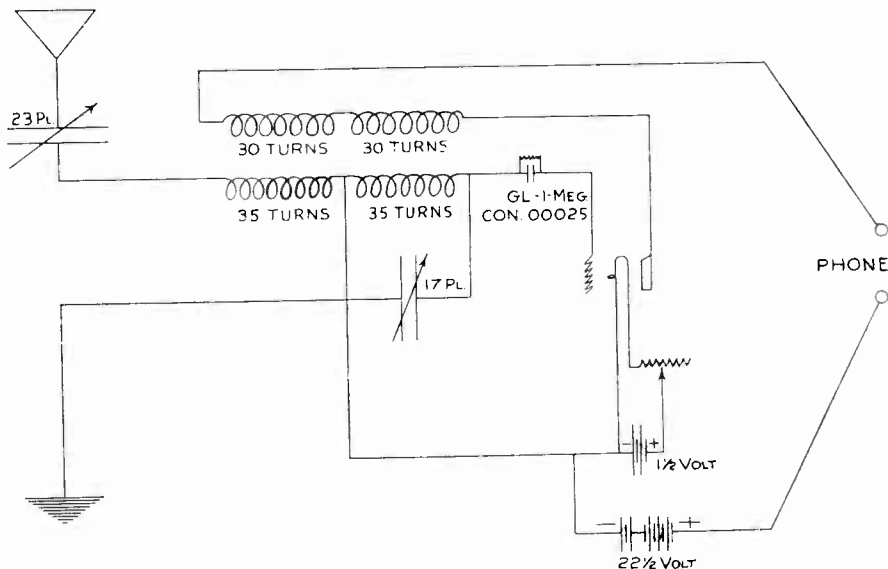 23 PL.
30 TURNS
30 TURNS
35 TURNS
35 TURNS
GL-1-MEG
CON. 00025
17 PL.
PHONE
- +
1½ VOLT
- +
22½ VOLT